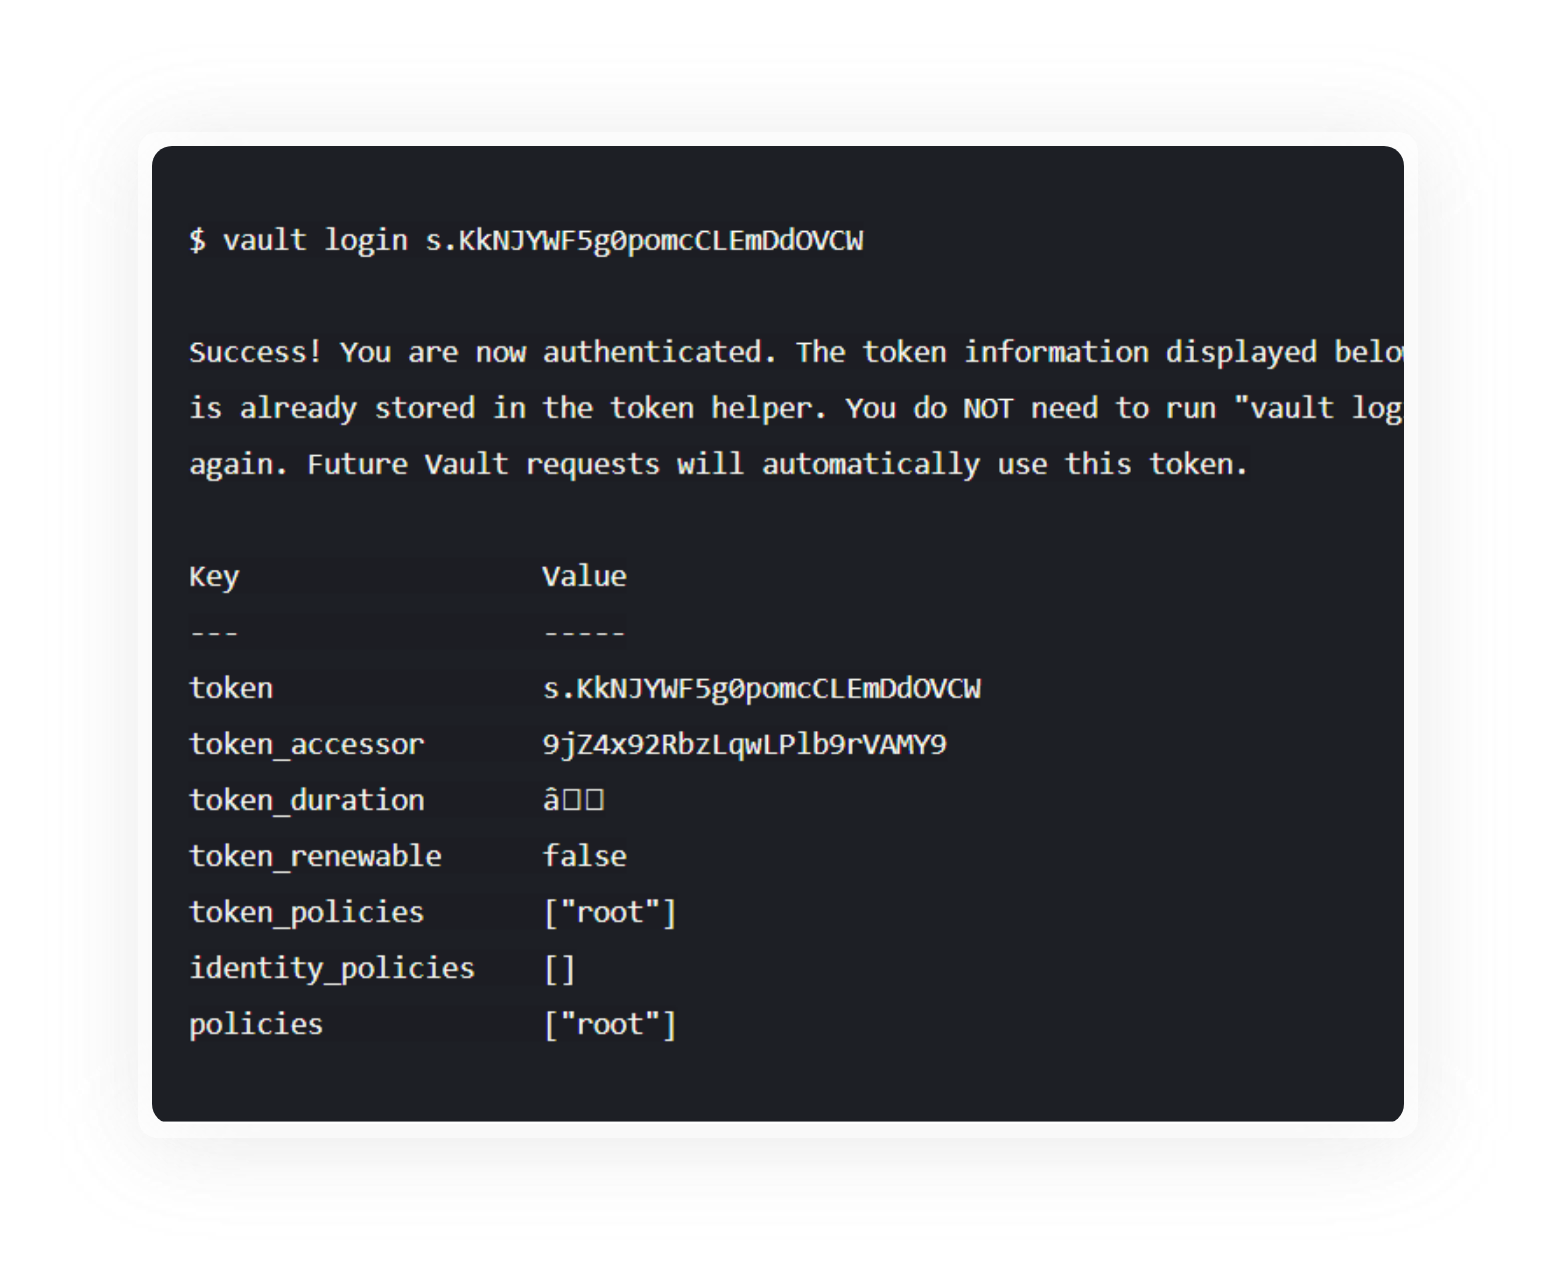 $ vault login s.KkNJYWF5g0pomcCLEmDdOVCW
Success! You are now authenticated. The token information displayed belo
is already stored in the token helper. You do NOT need to run "vault log
again. Future Vault requests will automatically use this token.
Key Value
--- -----
token s.KkNJYWF5g0pomcCLEmDdOVCW
token_accessor 9jZ4x92RbzLqwLPlb9rVAMY9
token_duration â□□
token_renewable false
token_policies ["root"]
identity_policies []
policies ["root"]